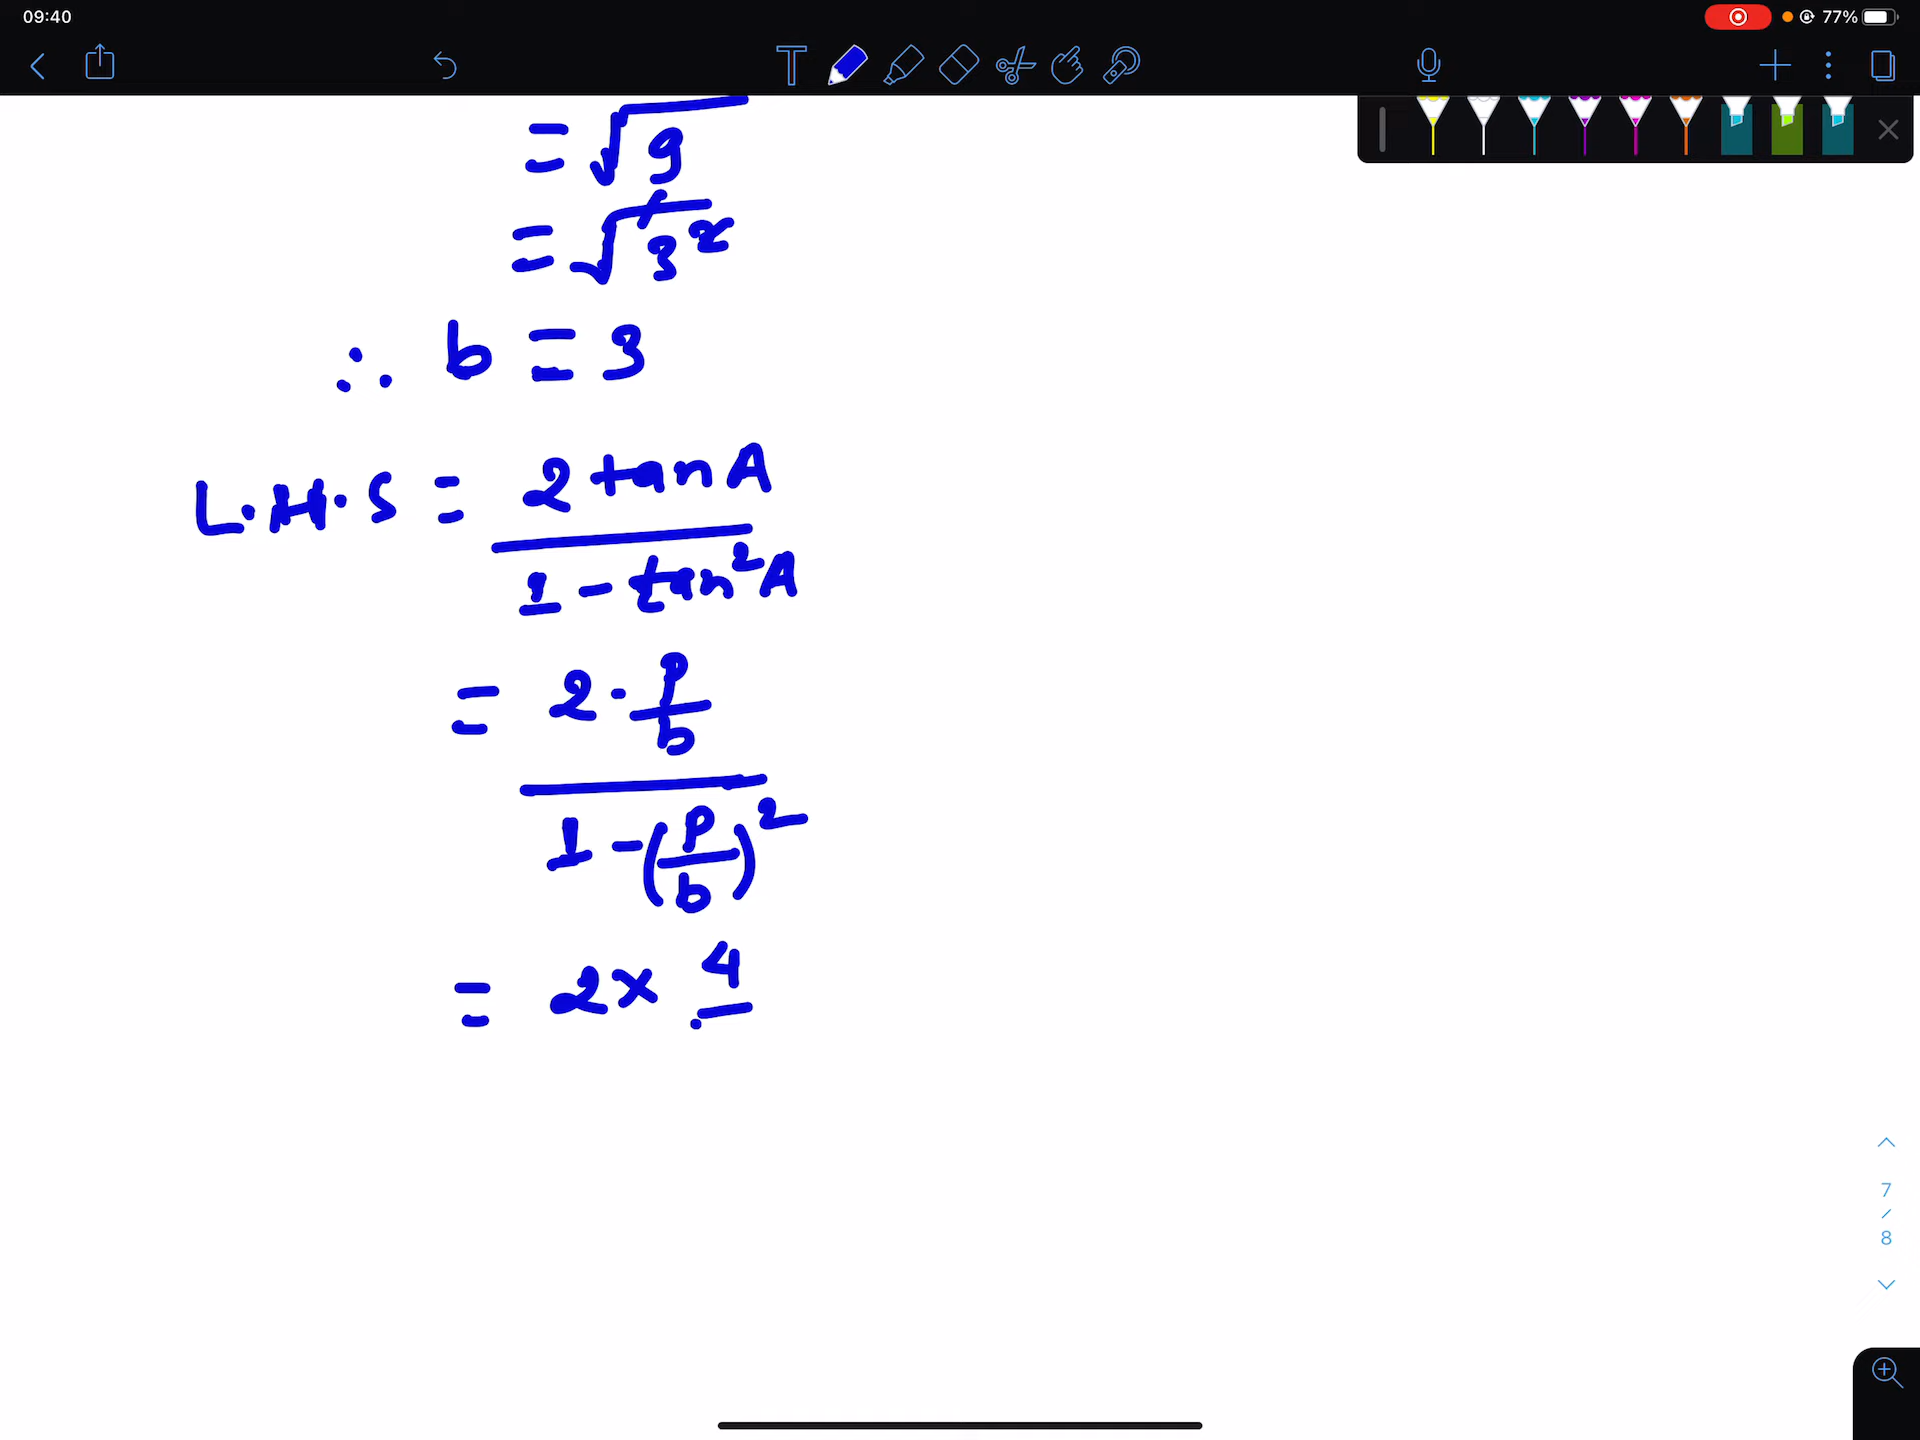 09:40
77%
= √9
= √3²
∴ b = 3
L.H.S = 2 tan A
1 - tan²A
= 2 · p
b
1 - (p/b)²
= 2 × 4
7
/
8